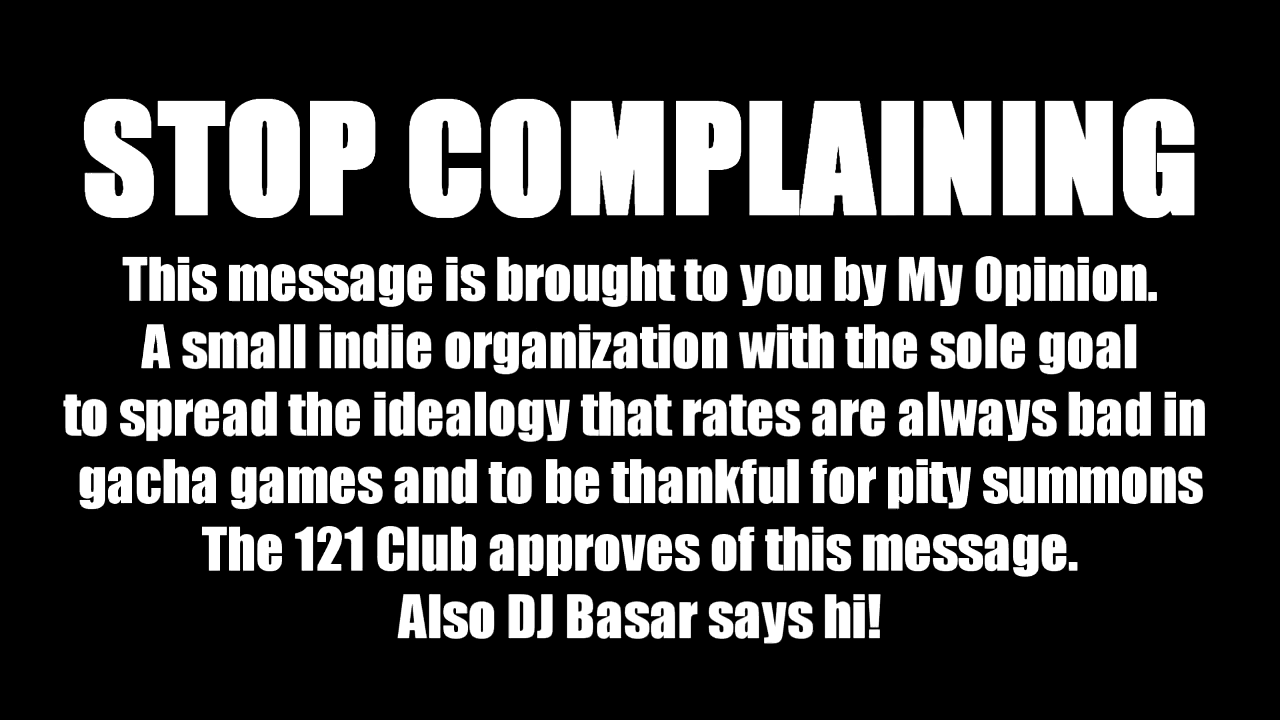 STOP COMPLAINING
This message is brought to you by My Opinion.
A small indie organization with the sole goal
to spread the idealogy that rates are always bad in
gacha games and to be thankful for pity summons
The 121 Club approves of this message.
Also DJ Basar says hi!